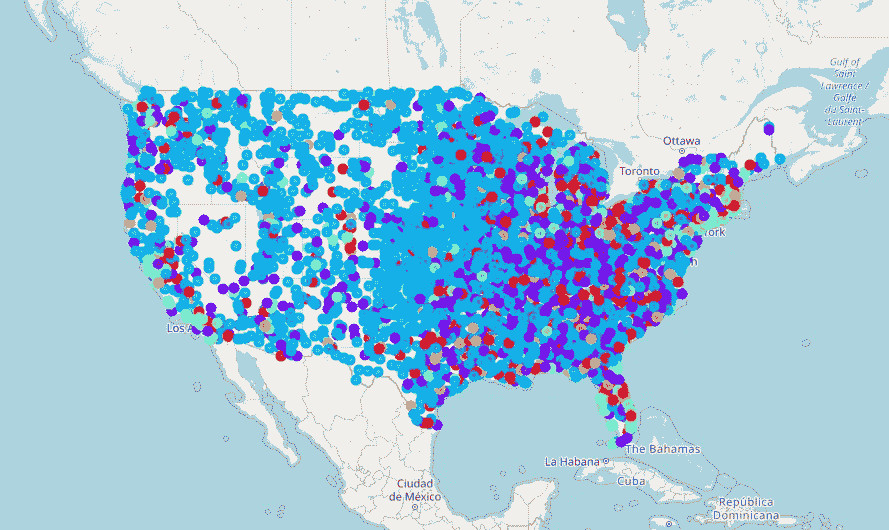 Gulf of
Saint
Lawrence /
Golfe
du Saint-
Laurent
Ottawa
Toronto
York
Los A
The Bahamas
La Habana
Cuba
Ciudad
de México
República
Dominicana